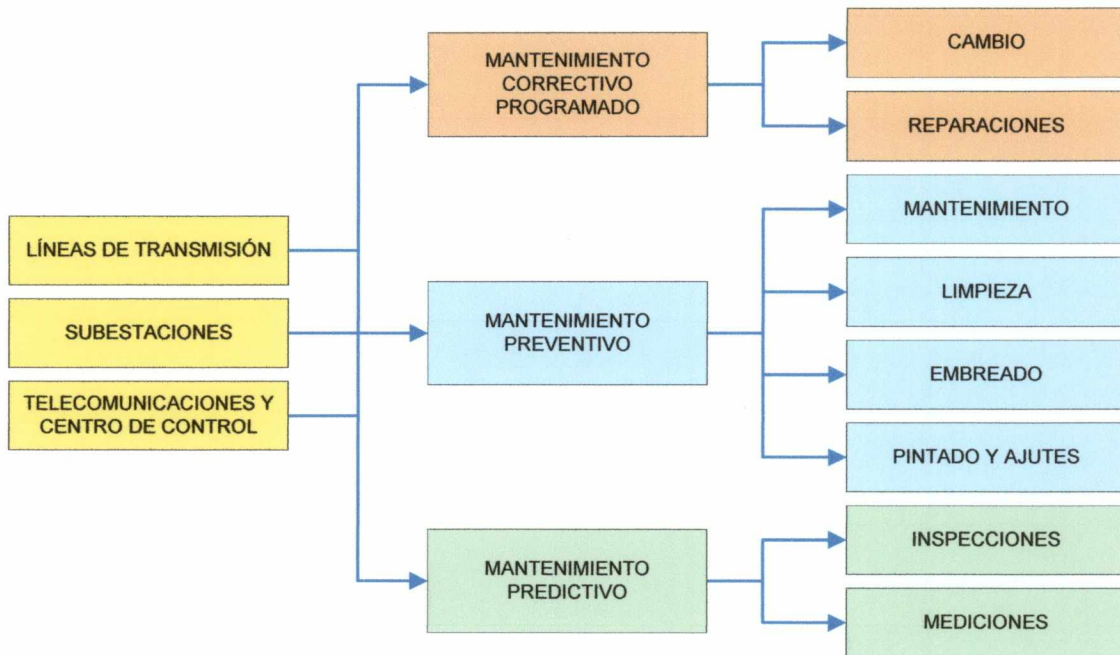 LÍNEAS DE TRANSMISIÓN
SUBESTACIONES
TELECOMUNICACIONES Y
CENTRO DE CONTROL
MANTENIMIENTO
CORRECTIVO
PROGRAMADO
MANTENIMIENTO
PREVENTIVO
MANTENIMIENTO
PREDICTIVO
CAMBIO
REPARACIONES
MANTENIMIENTO
LIMPIEZA
EMBREADO
PINTADO Y AJUTES
INSPECCIONES
MEDICIONES